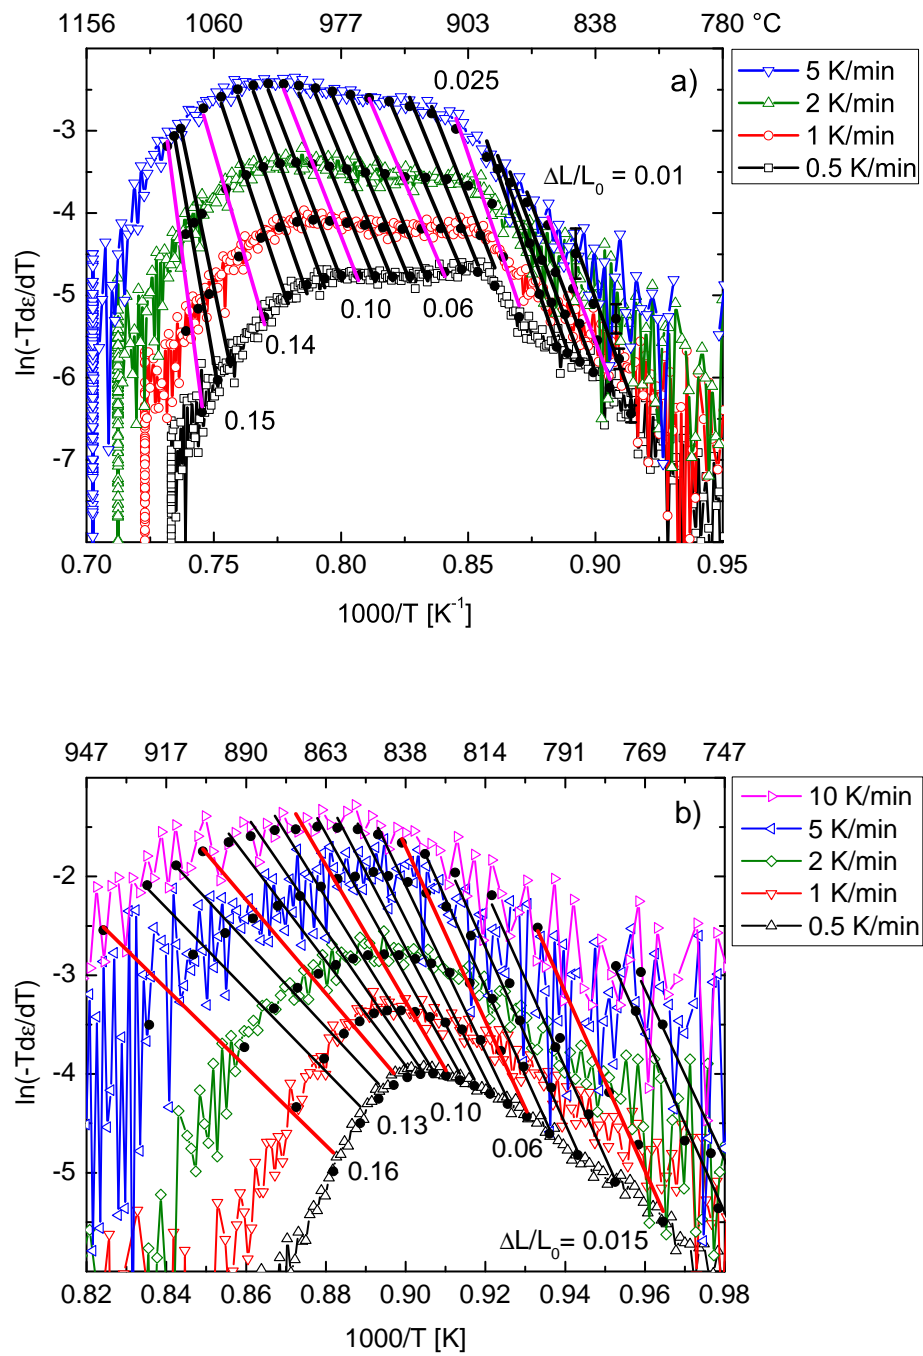 1156 1060 977 903 838 780 °C
a)
5 K/min
2 K/min
1 K/min
0.5 K/min
0.025
ΔL/L0 = 0.01
0.10
0.06
0.14
0.15
-3
-4
-5
-6
-7
ln(-Tdε/dT)
0.70 0.75 0.80 0.85 0.90 0.95
1000/T [K-1]
947 917 890 863 838 814 791 769 747
b)
10 K/min
5 K/min
2 K/min
1 K/min
0.5 K/min
-2
-3
-4
-5
ln(-Tdε/dT)
0.13
0.10
0.06
0.16
ΔL/L0= 0.015
0.82 0.84 0.86 0.88 0.90 0.92 0.94 0.96 0.98
1000/T [K]